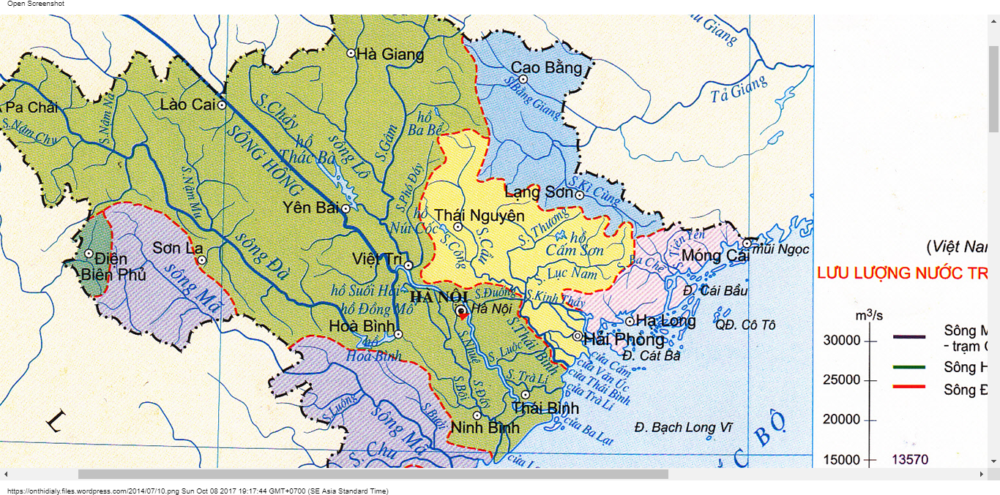 Open Screenshot
Hà Giang
Cao Bằng
S.Bằng Giang
Tả Giang
Pa Chải
S.Nậm Chy
S.Nậm Na
Lào Cai
S.Chảy
hồ
Thác Bà
sông Lô
S.Gâm
hồ
Ba Bể
SÔNG HỒNG
S.Nậm Mu
S.Phó Đáy
Yên Bái
Lạng Sơn
S.Kì Cùng
hồ
Núi Cốc
Thái Nguyên
S.Công
S.Cầu
S. Thương
hồ
Cấm Sơn
S. Lục Nam
Tiên Yên
Ba Chẽ
Móng Cái
mũi Ngọc
(Việt Nar
LƯU LƯỢNG NƯỚC TR
Sơn La
sông Đà
Điện
Biên Phủ
sông Mã
Việt Trì
hồ Suối Hai
hồ Đồng Mô
HÀ NỘI
Hà Nội
S.Đuống
S.Kinh Thầy
Đ. Cái Bầu
Hạ Long
QĐ. Cô Tô
Hải Phòng
Đ. Cát Bà
Hoà Bình
hồ
Hoà Bình
S.Nhuệ
S.Thái Bình
S. Luộc
S. Trà Lí
S.Bôi
S.Đáy
cửa Cấm
cửa Văn Úc
cửa Thái Bình
cửa Trà Lí
cửa Ba Lạt
Thái Bình
Ninh Bình
Đ. Bạch Long Vĩ
L
À
S.Luồng
sông Mã
S.Bưởi
S. Chu
C BỘ
m³/s
30000
25000
20000
15000
13570
Sông M
- trạm
Sông H
Sông Đ
https://onthidialy.files.wordpress.com/2014/07/10.png Sun Oct 08 2017 19:17:44 GMT+0700 (SE Asia Standard Time)